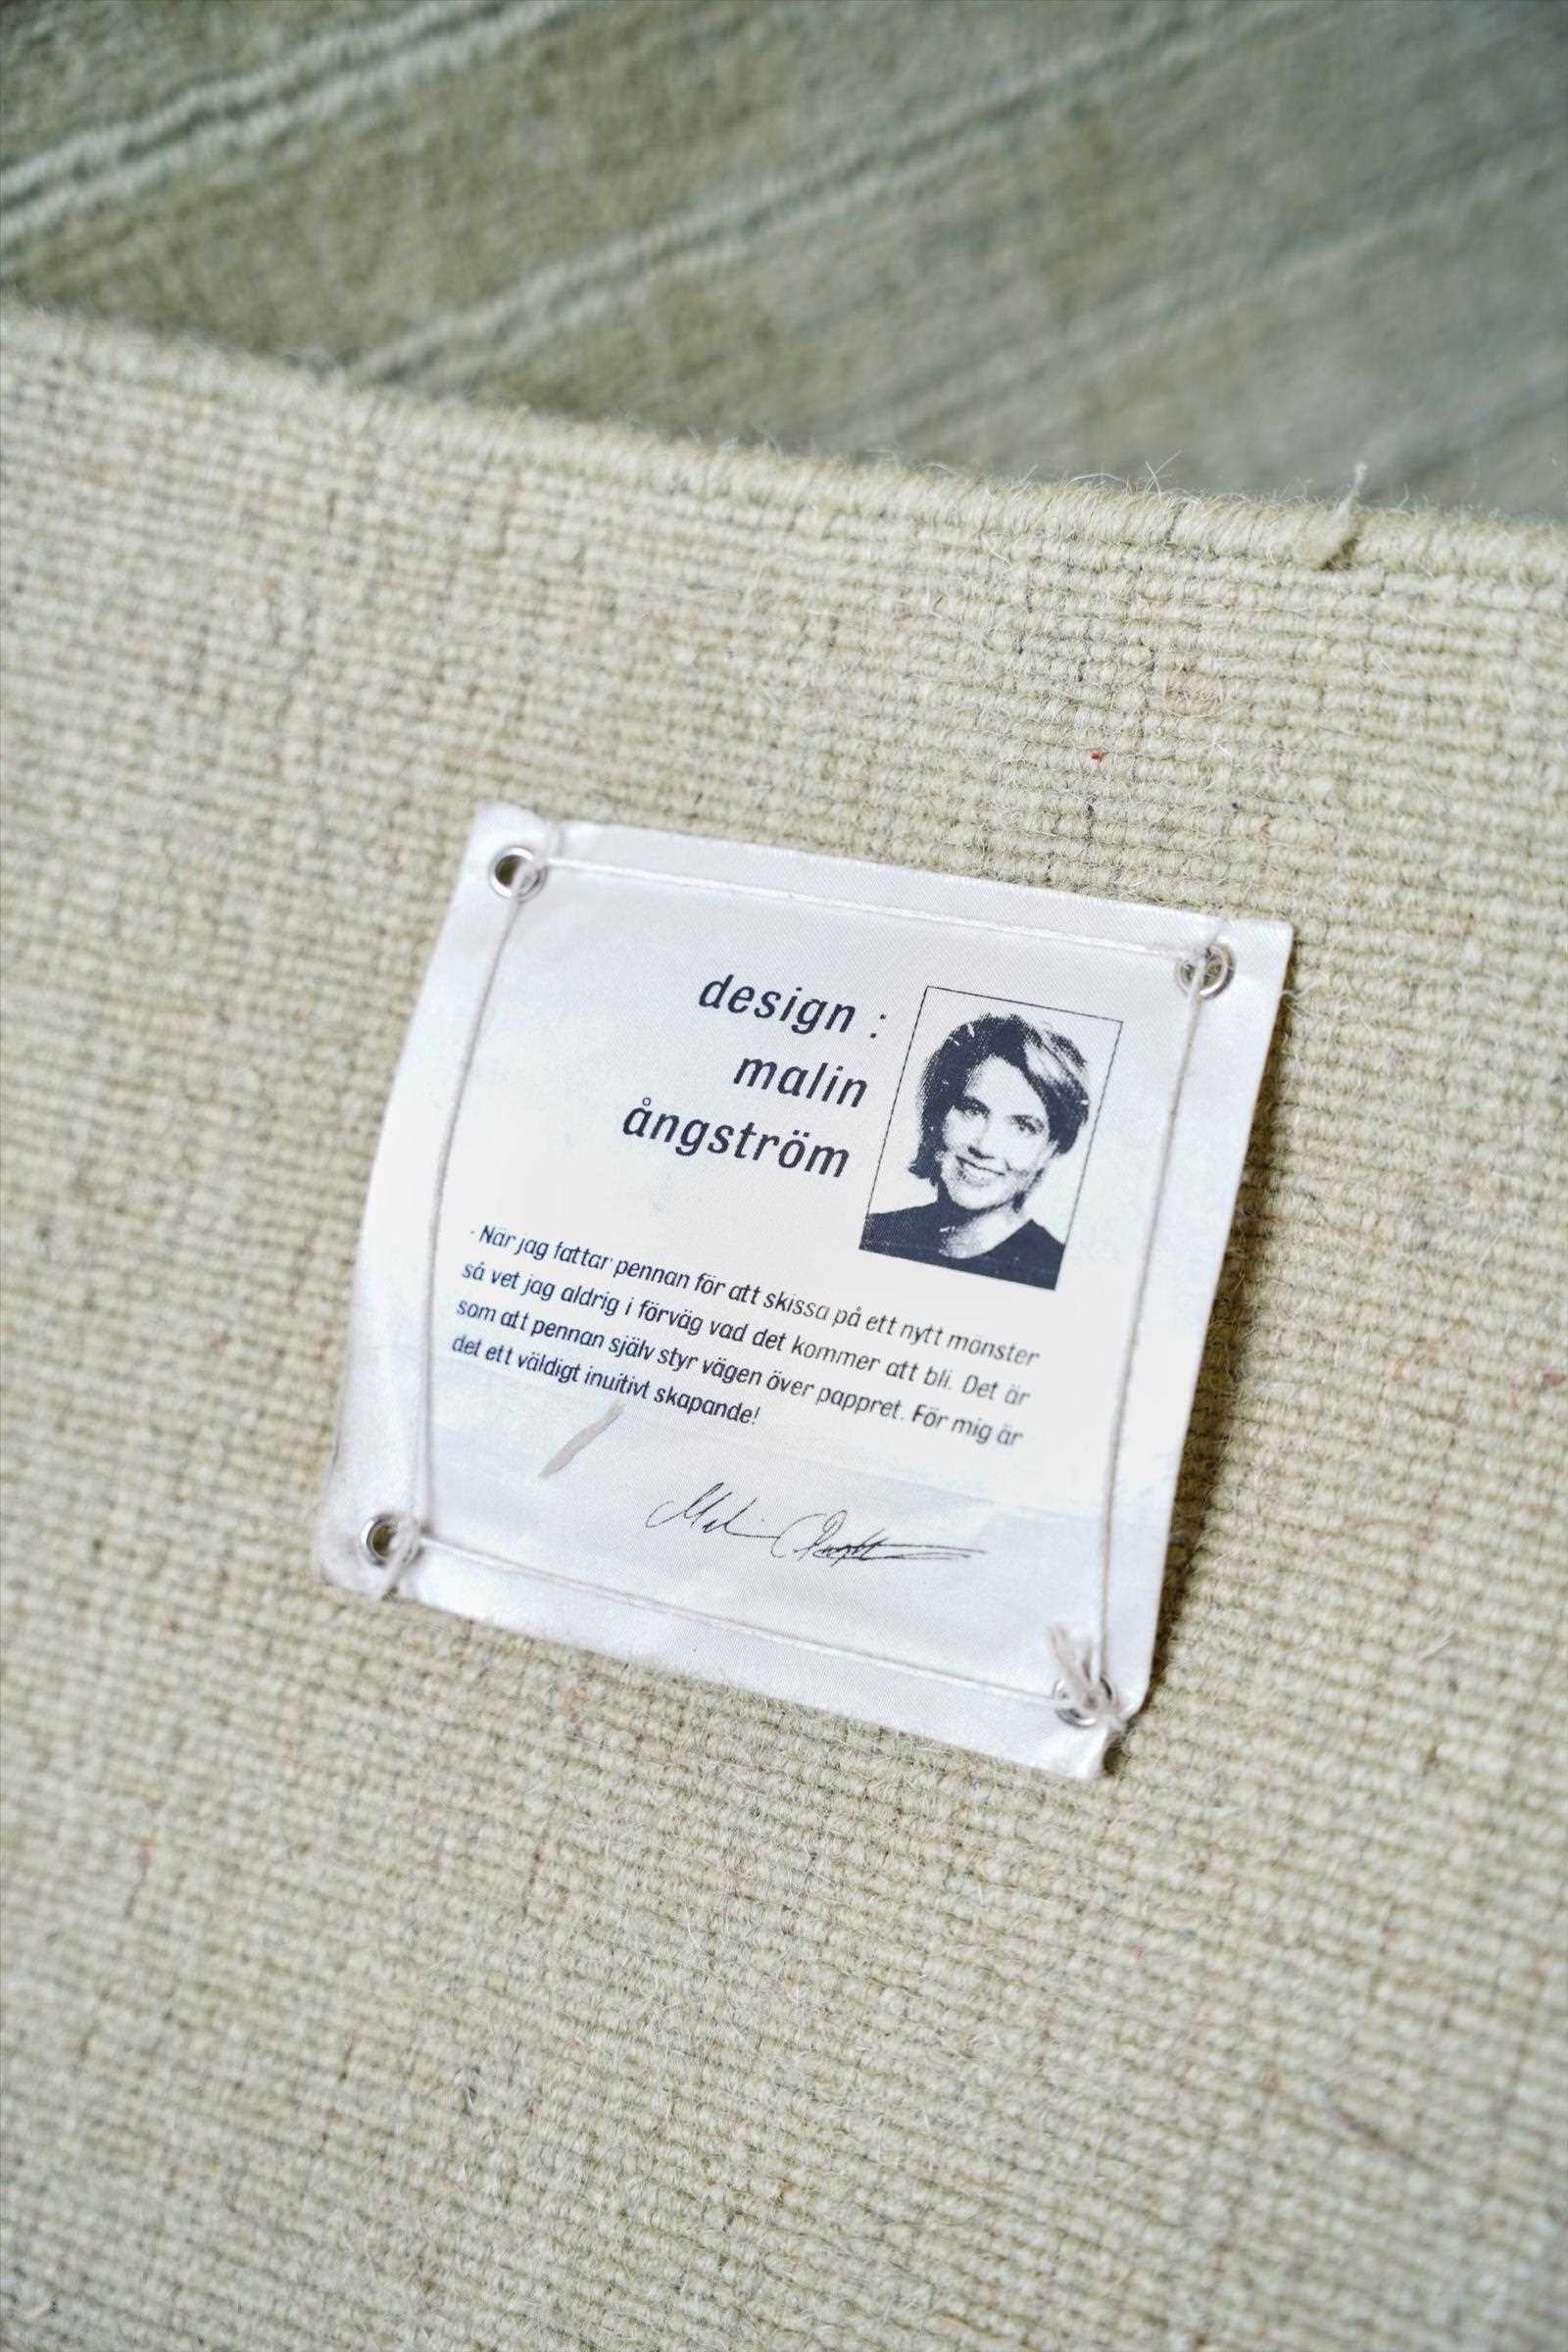 design :
malin
ångström
- När jag fattar pennan för att skissa på ett nytt mönster
så vet jag aldrig i förväg vad det kommer att bli. Det är
som att pennan själv styr vägen över pappret. För mig är
det ett väldigt inuitivt skapande!